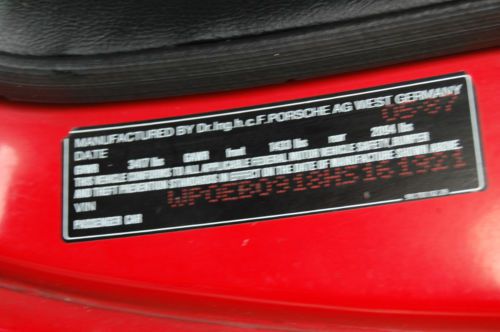 MANUFACTURED BY Dr.Ing.h.c.F.PORSCHE AG WEST GERMANY
DATE 05-87
GVWR 3417 lbs GAWR front 1430 lbs rear 2094 lbs
THIS VEHICLE CONFORMS TO ALL APPLICABLE FEDERAL MOTOR VEHICLE SAFETY, BUMPER
AND THEFT PREVENTION STANDARDS IN EFFECT ON THE DATE OF MANUFACTURE SHOWN ABOVE.
VIN WP0EB0918HS161921
PASSENGER CAR